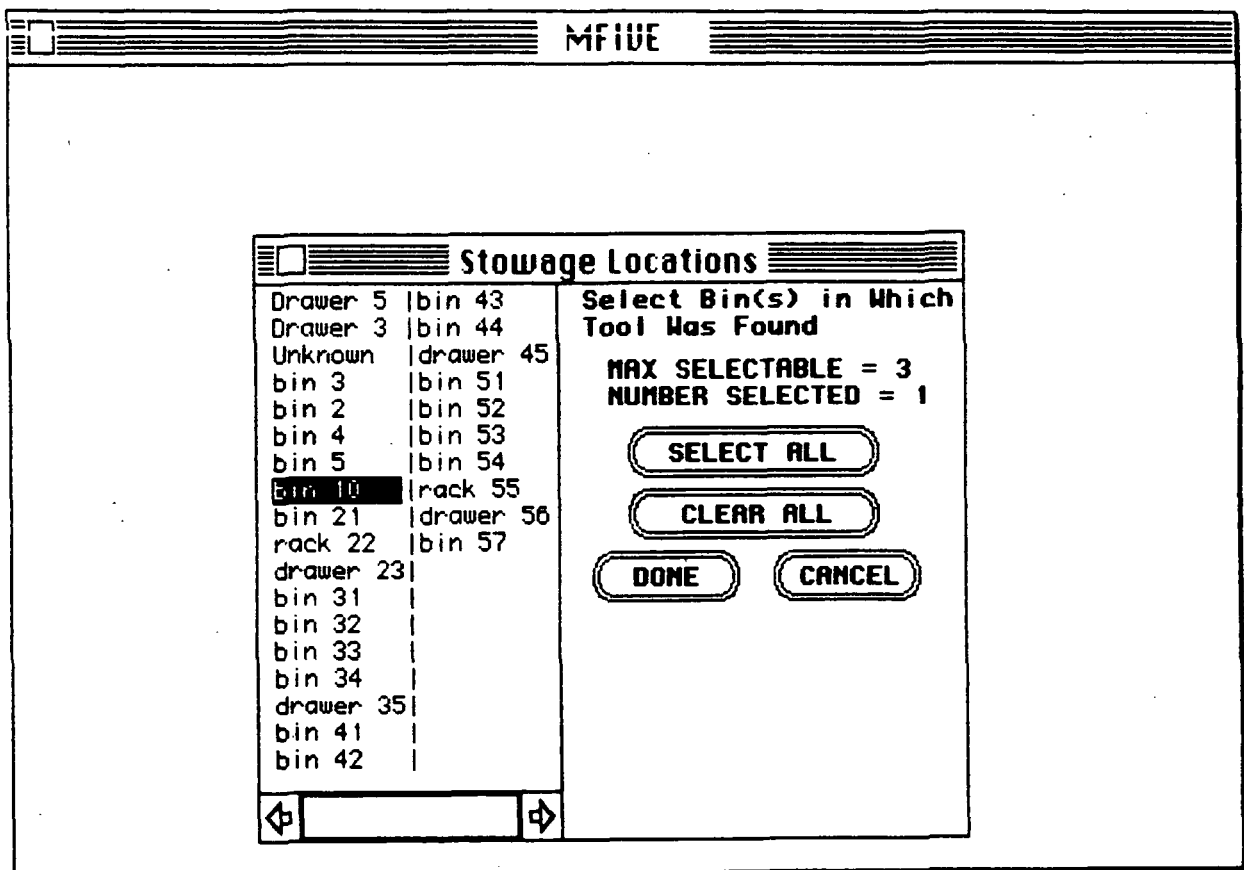 MFIVE
Stowage Locations
Drawer 5 |bin 43
Drawer 3 |bin 44
Unknown |drawer 45
bin 3 |bin 51
bin 2 |bin 52
bin 4 |bin 53
bin 5 |bin 54
bin 10 |rack 55
bin 21 |drawer 56
rack 22 |bin 57
drawer 23|
bin 31 |
bin 32 |
bin 33 |
bin 34 |
drawer 35|
bin 41 |
bin 42 |
Select Bin(s) in Which
Tool Was Found
MAX SELECTABLE = 3
NUMBER SELECTED = 1
SELECT ALL
CLEAR ALL
DONE CANCEL